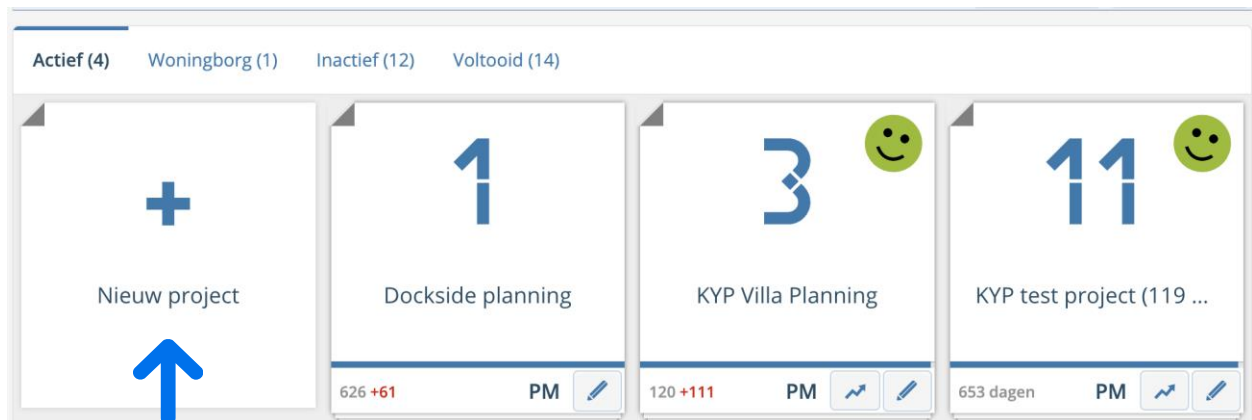 Actief (4) Woningborg (1) Inactief (12) Voltooid (14)
1 3 11
+
Nieuw project Dockside planning KYP Villa Planning KYP test project (119 ...
626 +61 PM 120 +111 PM 653 dagen PM